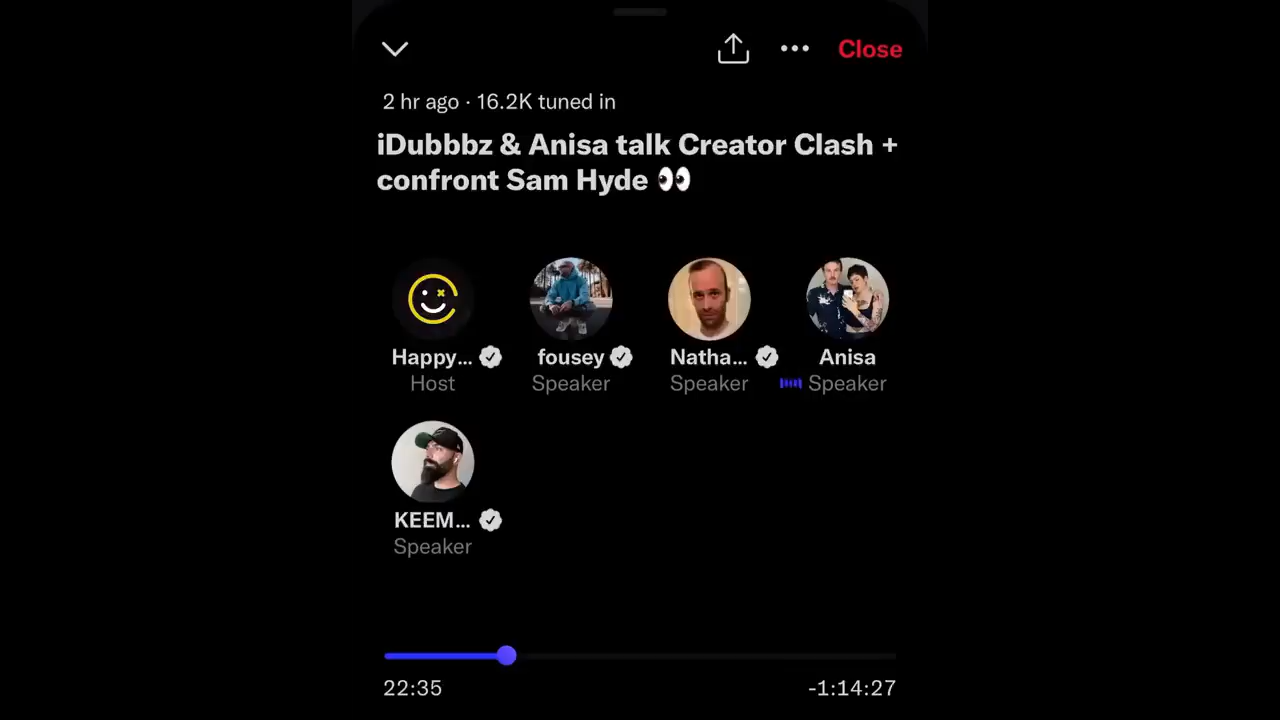 Close
2 hr ago · 16.2K tuned in
iDubbbz & Anisa talk Creator Clash +
confront Sam Hyde 👀
Happy...
Host
fousey
Speaker
Natha...
Speaker
Anisa
Speaker
KEEM...
Speaker
22:35
-1:14:27